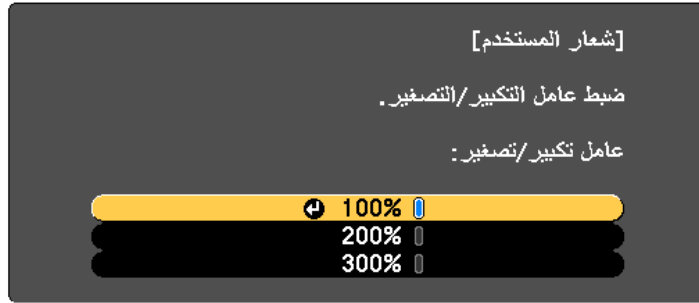 [شعار المستخدم]
ضبط عامل التكبير/التصغير.
عامل تكبير/تصغير:
100%
200%
300%